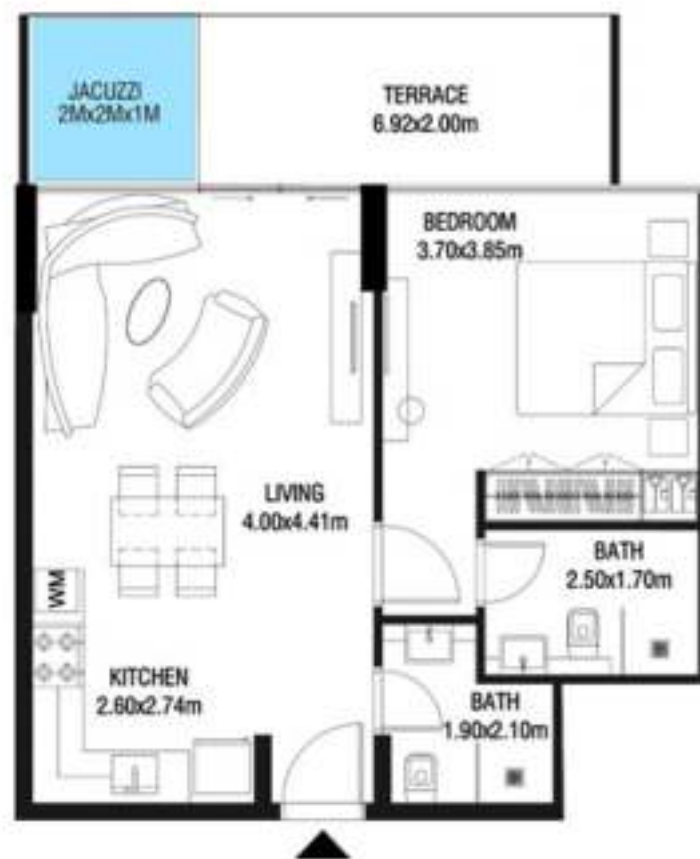 JACUZZI
2Mx2Mx1M
TERRACE
6.92x2.00m
BEDROOM
3.70x3.85m
LIVING
4.00x4.41m
BATH
2.50x1.70m
WM
KITCHEN
2.60x2.74m
BATH
1.90x2.10m